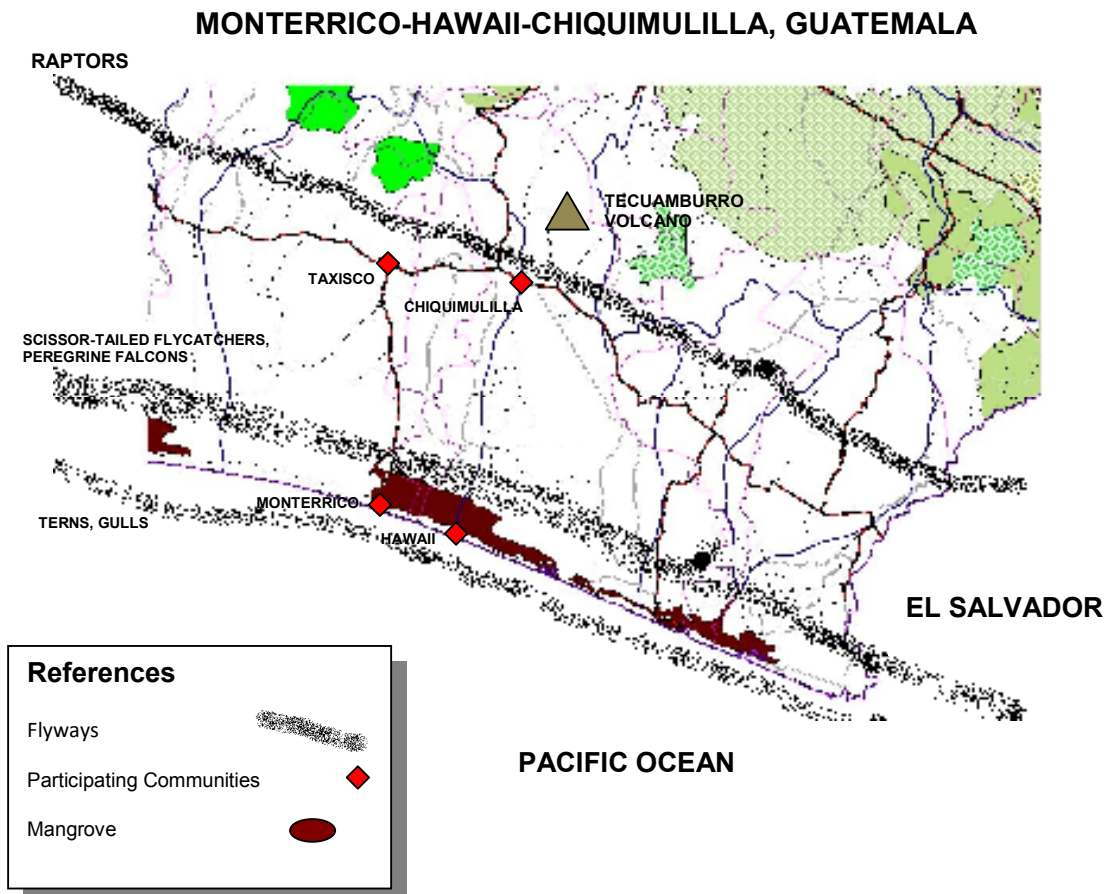 MONTERRICO-HAWAII-CHIQUIMULILLA, GUATEMALA
RAPTORS
TECUAMBURRO
VOLCANO
TAXISCO
CHIQUIMULILLA
SCISSOR-TAILED FLYCATCHERS,
PEREGRINE FALCONS
MONTERRICO
TERNS, GULLS
HAWAII
EL SALVADOR
PACIFIC OCEAN
References
Flyways
Participating Communities
Mangrove